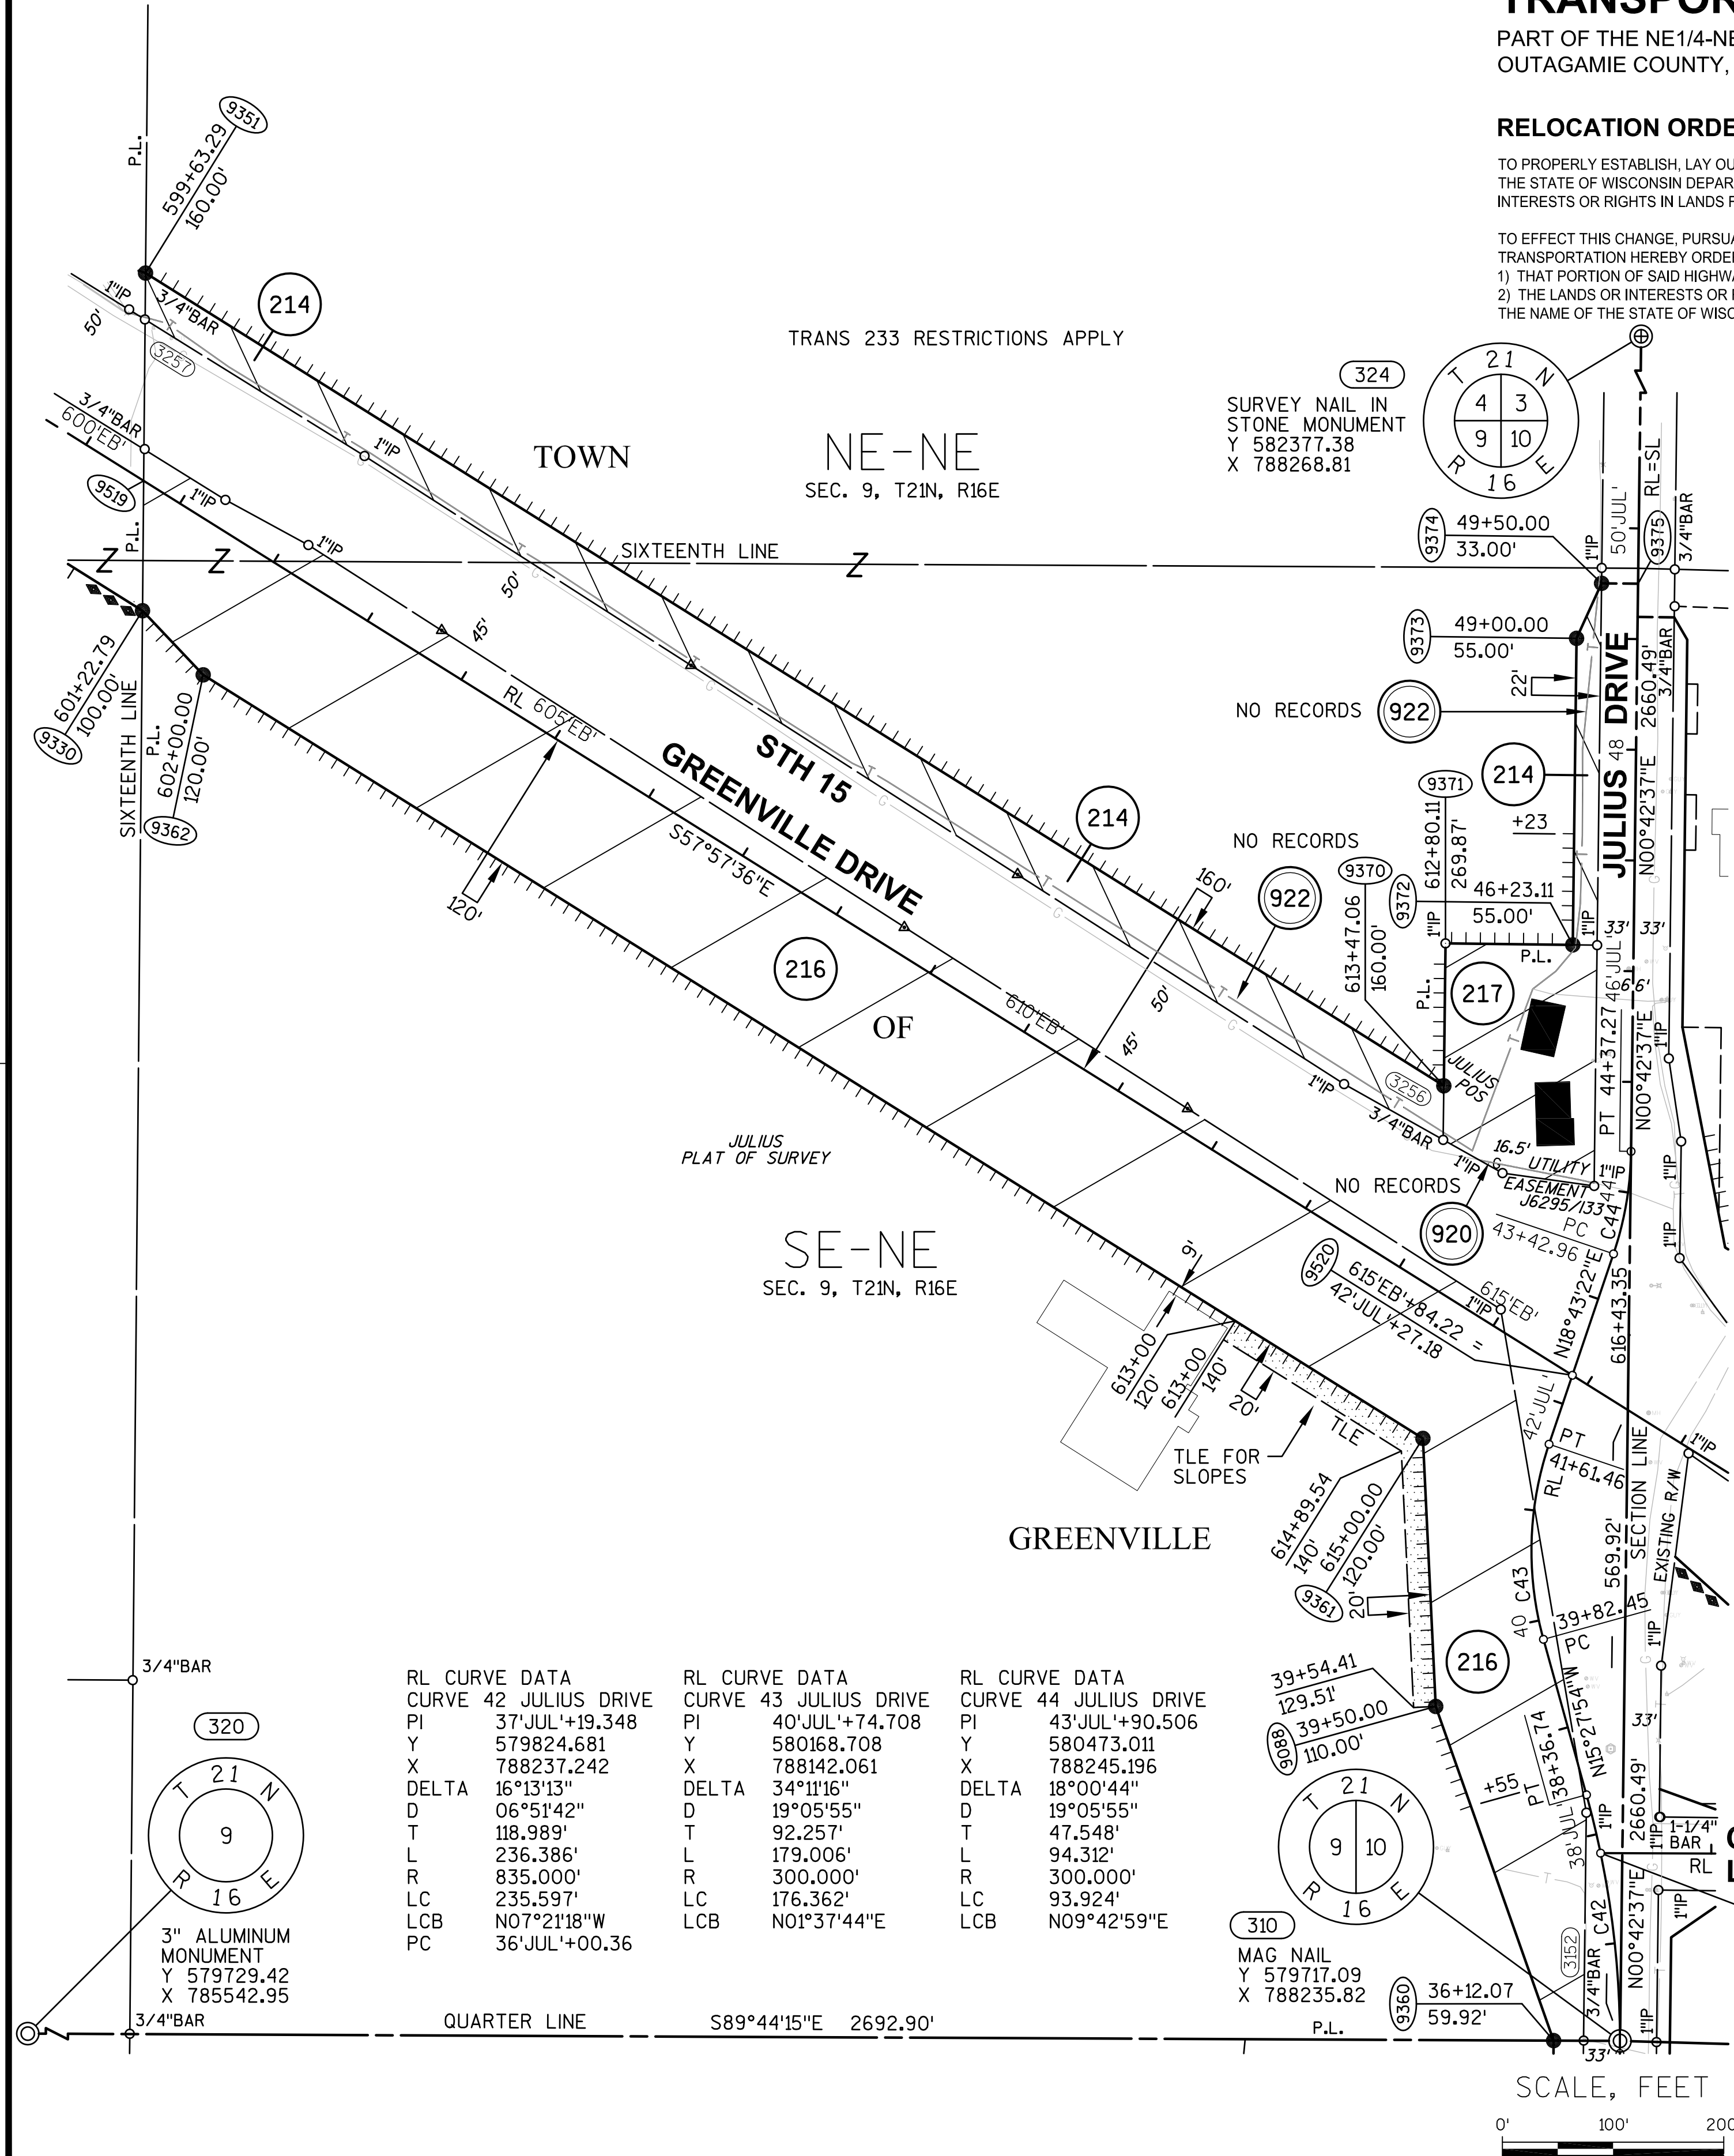 TRANSPOR
PART OF THE NE1/4-NE
OUTAGAMIE COUNTY,
RELOCATION ORDE
TO PROPERLY ESTABLISH, LAY OU
THE STATE OF WISCONSIN DEPAR
INTERESTS OR RIGHTS IN LANDS F
TO EFFECT THIS CHANGE, PURSUA
TRANSPORTATION HEREBY ORDE
1) THAT PORTION OF SAID HIGHWA
2) THE LANDS OR INTERESTS OR
THE NAME OF THE STATE OF WISC
9351
599+63.29
160.00'
P.L.
214
1"IP
3/4"BAR
50'
3257
TRANS 233 RESTRICTIONS APPLY
324
SURVEY NAIL IN
STONE MONUMENT
Y 582377.38
X 788268.81
T 21 N
4 3
9 10
R 16 E
3/4"BAR
600'EB'
9519
P.L.
1"IP
1"IP
1"IP
TOWN
NE-NE
SEC. 9, T21N, R16E
SIXTEENTH LINE
Z Z Z
50'
45'
9374
49+50.00
33.00'
1"IP
50'JUL'
RL=SL
9375
3/4"BAR
9373
49+00.00
55.00'
22'
NO RECORDS
922
JULIUS DRIVE
2660.49'
3/4"BAR
48
N00°42'37"E
9330
601+22.79
100.00'
SIXTEENTH LINE
P.L.
602+00.00
120.00'
9362
RL 605'EB'
STH 15
GREENVILLE DRIVE
S57°57'36"E
120'
214
214
+23
9371
612+80.11
269.87'
NO RECORDS
922
9370
613+47.06
160.00'
9372
46+23.11
55.00'
160'
1"IP
P.L.
1"IP
33' 33'
46'JUL'
66'
217
P.L.
216
OF
610'EB'
50'
45'
JULIUS
POS
1"IP
3256
3/4"BAR
1"IP
PT 44+37.27
N00°42'37"E
1"IP
16.5' UTILITY
EASEMENT
J6295/I33
1"IP
NO RECORDS
920
PC
43+42.96
44
C44
1"IP
1"IP
JULIUS
PLAT OF SURVEY
SE-NE
SEC. 9, T21N, R16E
9'
9520
615'EB'+84.22 =
42'JUL'+27.18
615'EB'
1"IP
N18°43'22"E
616+43.35
613+00
120'
613+00
140'
20'
TLE
TLE FOR
SLOPES
42'JUL'
PT
41+61.46
RL
1"IP
SECTION LINE
EXISTING R/W
569.92'
GREENVILLE
614+89.54
140'
615+00.00
120.00'
9361
20'
C43
40
39+82.45
PC
1"IP
216
39+54.41
129.51'
9088
39+50.00
110.00'
N15°27'54"W
33'
+55
PT
38+36.74
38'JUL'
1"IP
2660.49'
1"IP
1-1/4"
BAR
RL
3/4"BAR
320
T 21 N
9
R 16 E
3" ALUMINUM
MONUMENT
Y 579729.42
X 785542.95
3/4"BAR
RL CURVE DATA
CURVE 42 JULIUS DRIVE
PI 37'JUL'+19.348
Y 579824.681
X 788237.242
DELTA 16°13'13"
D 06°51'42"
T 118.989'
L 236.386'
R 835.000'
LC 235.597'
LCB N07°21'18"W
PC 36'JUL'+00.36
RL CURVE DATA
CURVE 43 JULIUS DRIVE
PI 40'JUL'+74.708
Y 580168.708
X 788142.061
DELTA 34°11'16"
D 19°05'55"
T 92.257'
L 179.006'
R 300.000'
LC 176.362'
LCB N01°37'44"E
RL CURVE DATA
CURVE 44 JULIUS DRIVE
PI 43'JUL'+90.506
Y 580473.011
X 788245.196
DELTA 18°00'44"
D 19°05'55"
T 47.548'
L 94.312'
R 300.000'
LC 93.924'
LCB N09°42'59"E
T 21 N
9 10
R 16 E
310
MAG NAIL
Y 579717.09
X 788235.82
3152
3/4"BAR
C42
N00°42'37"E
1"IP
1"IP
QUARTER LINE S89°44'15"E 2692.90'
P.L.
9360
36+12.07
59.92'
33'
SCALE, FEET
0' 100' 200